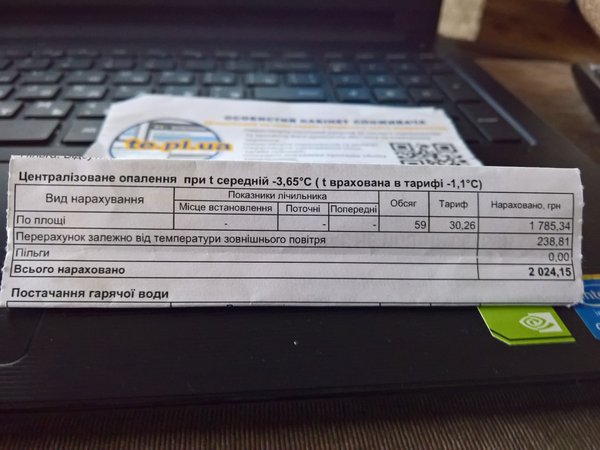 ОСОБИСТИЙ КАБІНЕТ СПОЖИВАЧА
te.pl.ua
Централізоване опалення при t середній -3,65°C ( t врахована в тарифі -1,1°C)
Вид нарахування Показники лічильника Обсяг Тариф Нараховано, грн
Місце встановлення Поточні Попередні
По площі - - - 59 30,26 1 785,34
Перерахунок залежно від температури зовнішнього повітря 238,81
Пільги 0,00
Всього нараховано 2 024,15
Постачання гарячої води